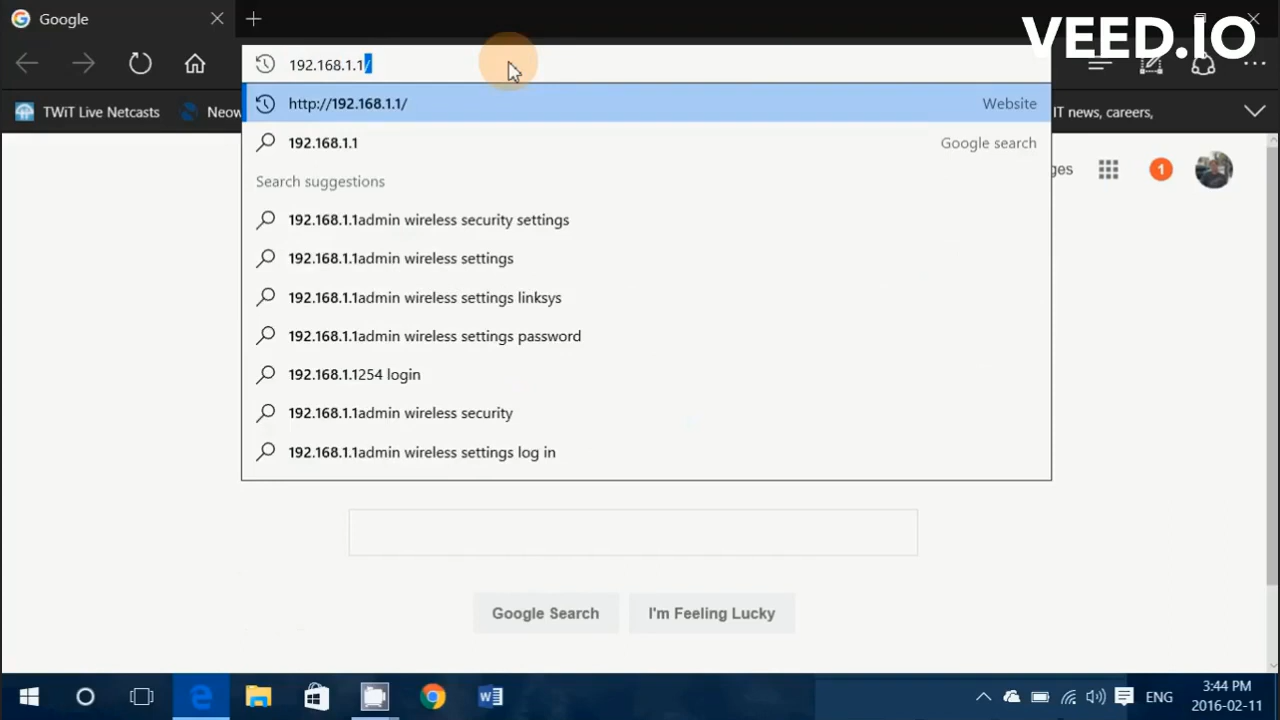 Google
VEED.IO
192.168.1.1/
TWiT Live Netcasts
Neow
IT news, careers,
http://192.168.1.1/ Website
192.168.1.1 Google search
Search suggestions
192.168.1.1admin wireless security settings
192.168.1.1admin wireless settings
192.168.1.1admin wireless settings linksys
192.168.1.1admin wireless settings password
192.168.1.1254 login
192.168.1.1admin wireless security
192.168.1.1admin wireless settings log in
ges
1
Google Search
I'm Feeling Lucky
ENG
3:44 PM
2016-02-11